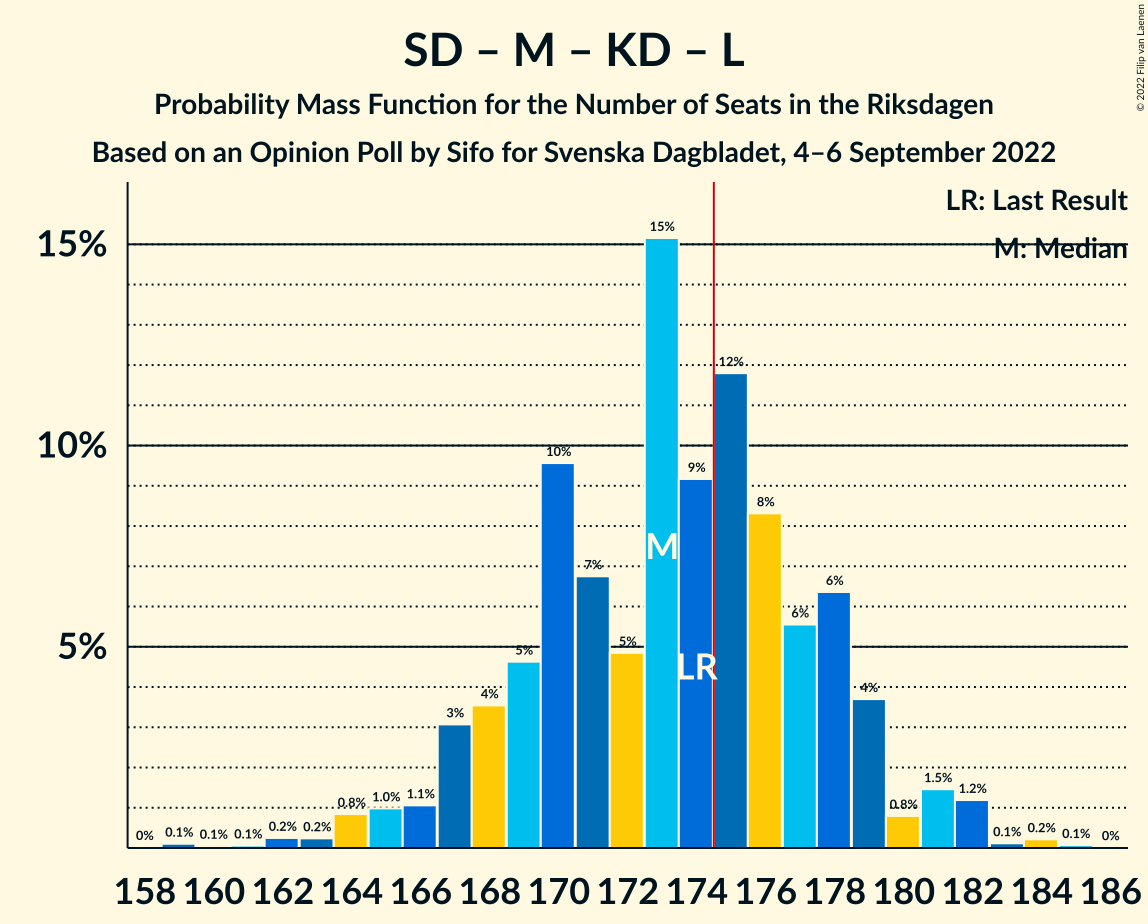 SD – M – KD – L
Probability Mass Function for the Number of Seats in the Riksdagen
Based on an Opinion Poll by Sifo for Svenska Dagbladet, 4–6 September 2022
© 2022 Filip van Laenen
LR: Last Result
M: Median
15%
10%
5%
0% 0.1% 0.1% 0.1% 0.2% 0.2% 0.8% 1.0% 1.1% 3% 4% 5% 10% 7% 5% 15% 9% 12% 8% 6% 6% 4% 0.8% 1.5% 1.2% 0.1% 0.2% 0.1% 0%
M
LR
158 160 162 164 166 168 170 172 174 176 178 180 182 184 186